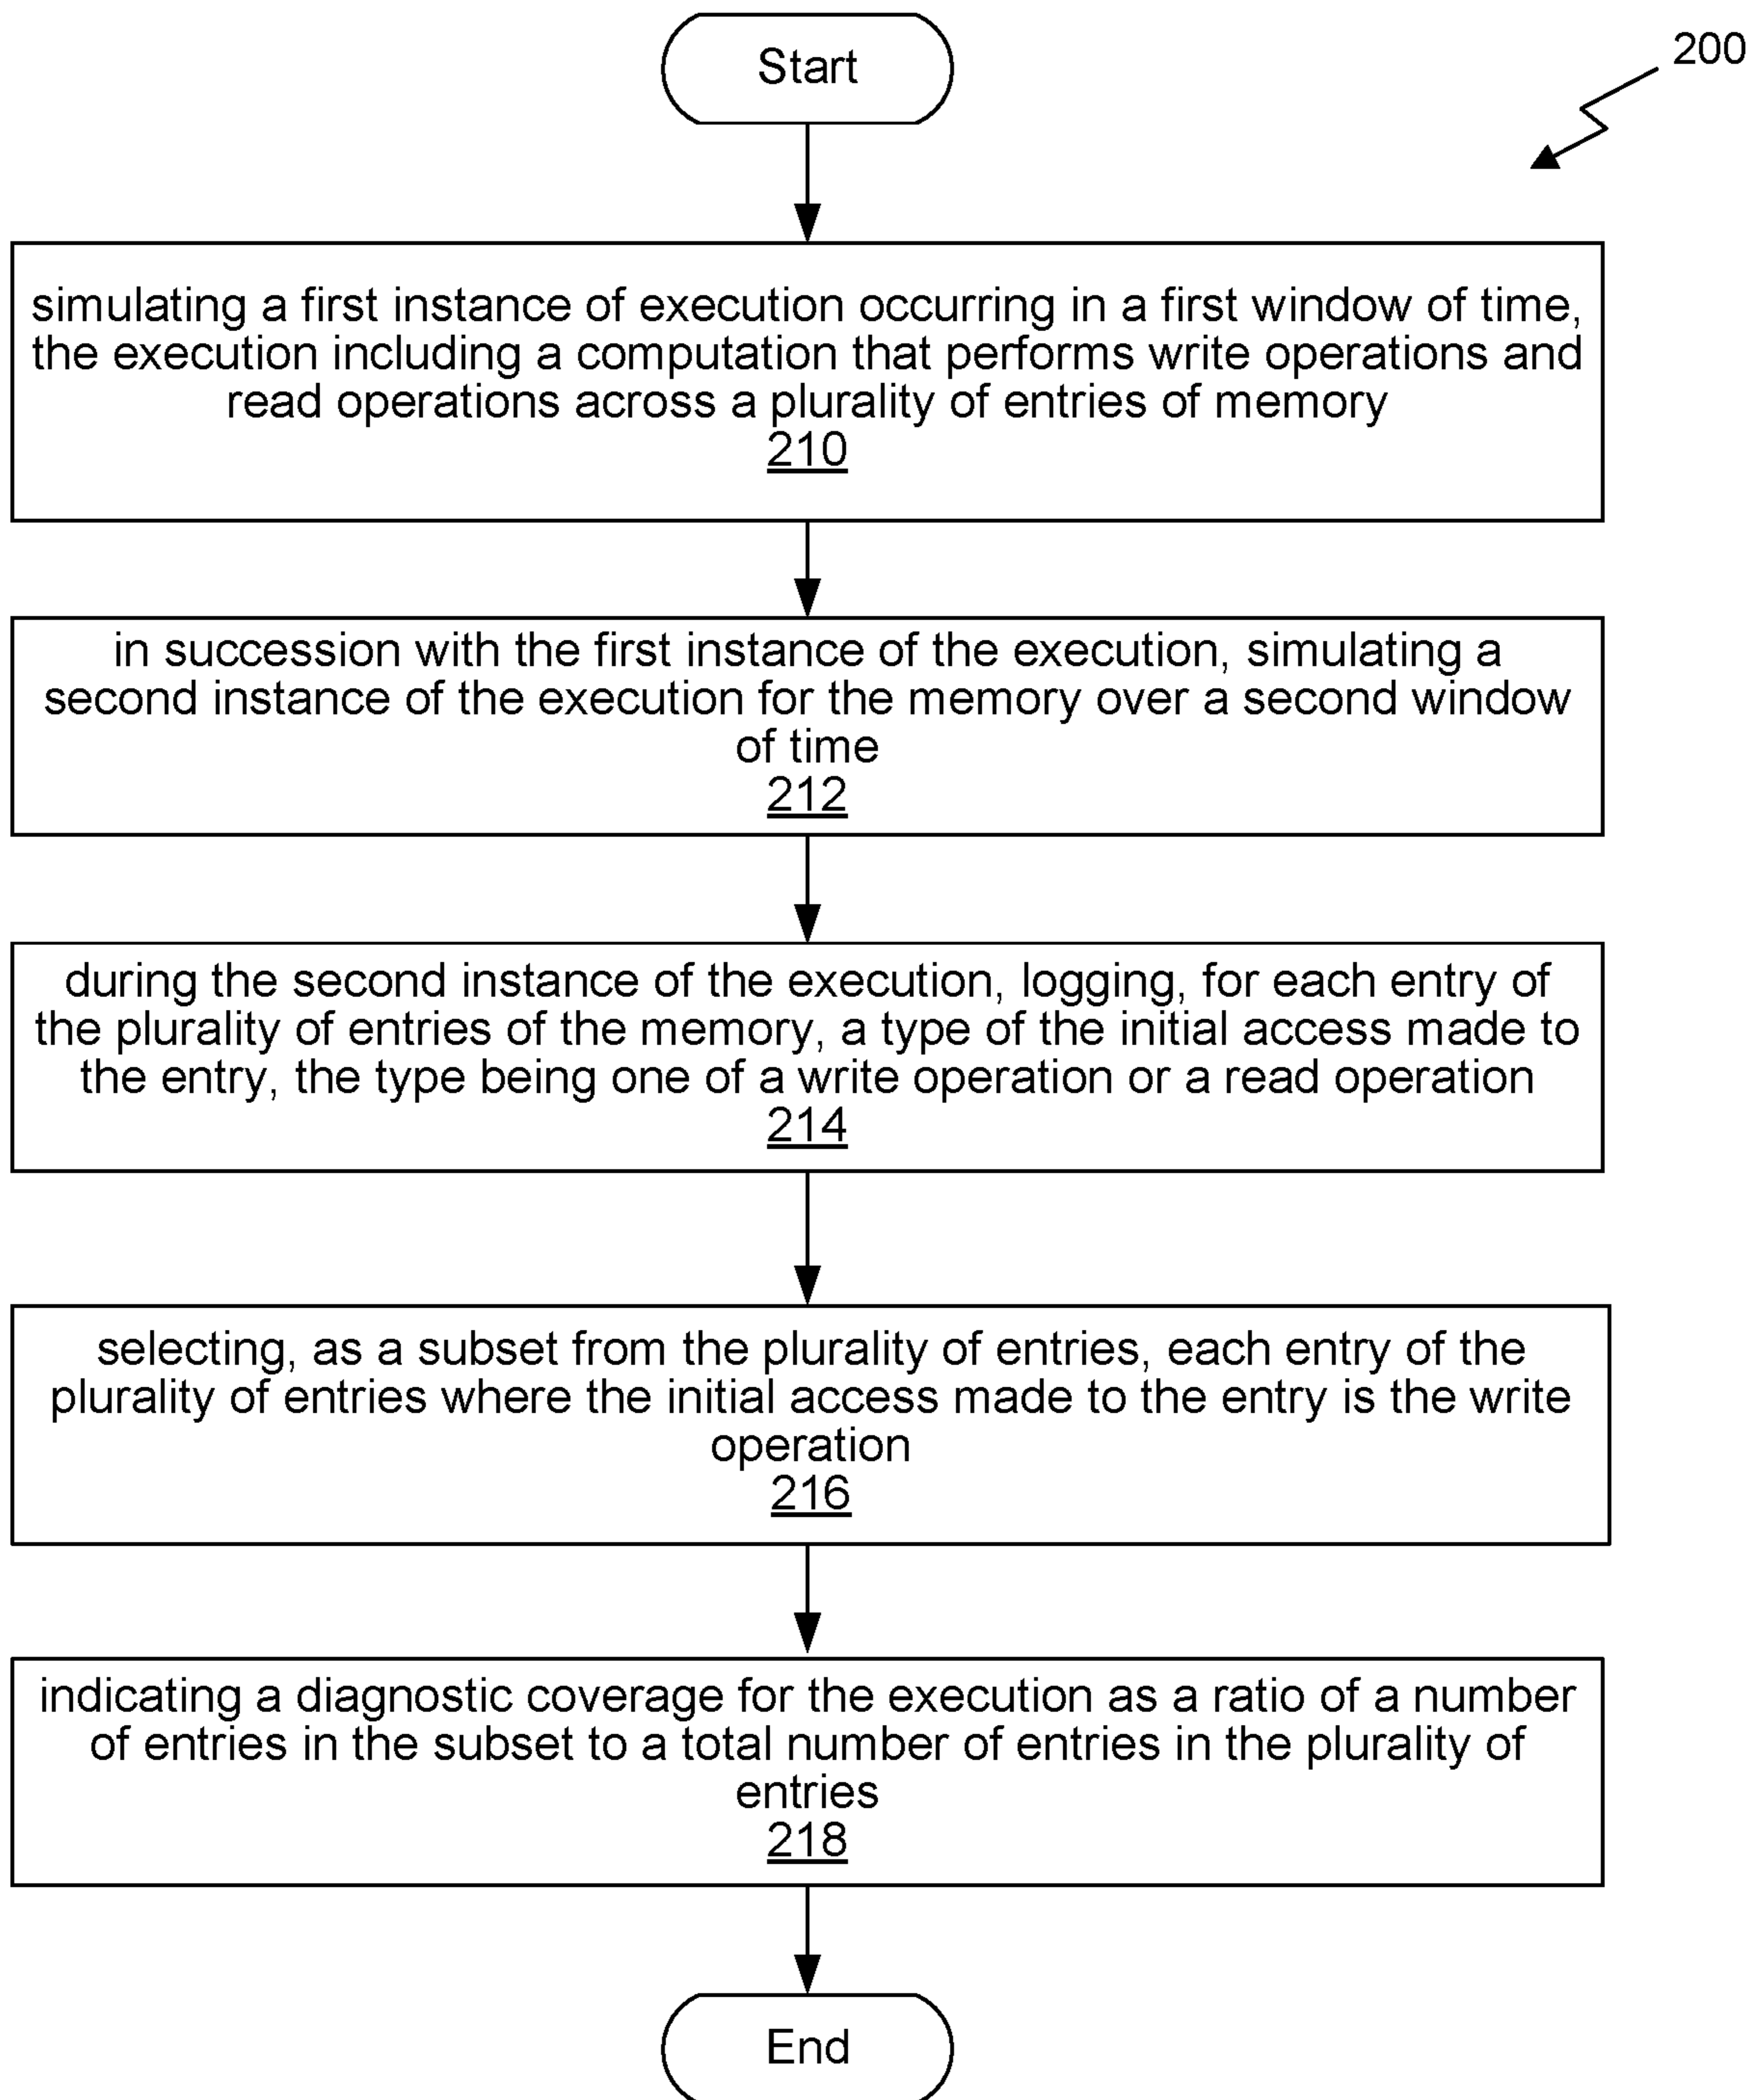 Start
200
simulating a first instance of execution occurring in a first window of time,
the execution including a computation that performs write operations and
read operations across a plurality of entries of memory
210
in succession with the first instance of the execution, simulating a
second instance of the execution for the memory over a second window
of time
212
during the second instance of the execution, logging, for each entry of
the plurality of entries of the memory, a type of the initial access made to
the entry, the type being one of a write operation or a read operation
214
selecting, as a subset from the plurality of entries, each entry of the
plurality of entries where the initial access made to the entry is the write
operation
216
indicating a diagnostic coverage for the execution as a ratio of a number
of entries in the subset to a total number of entries in the plurality of
entries
218
End